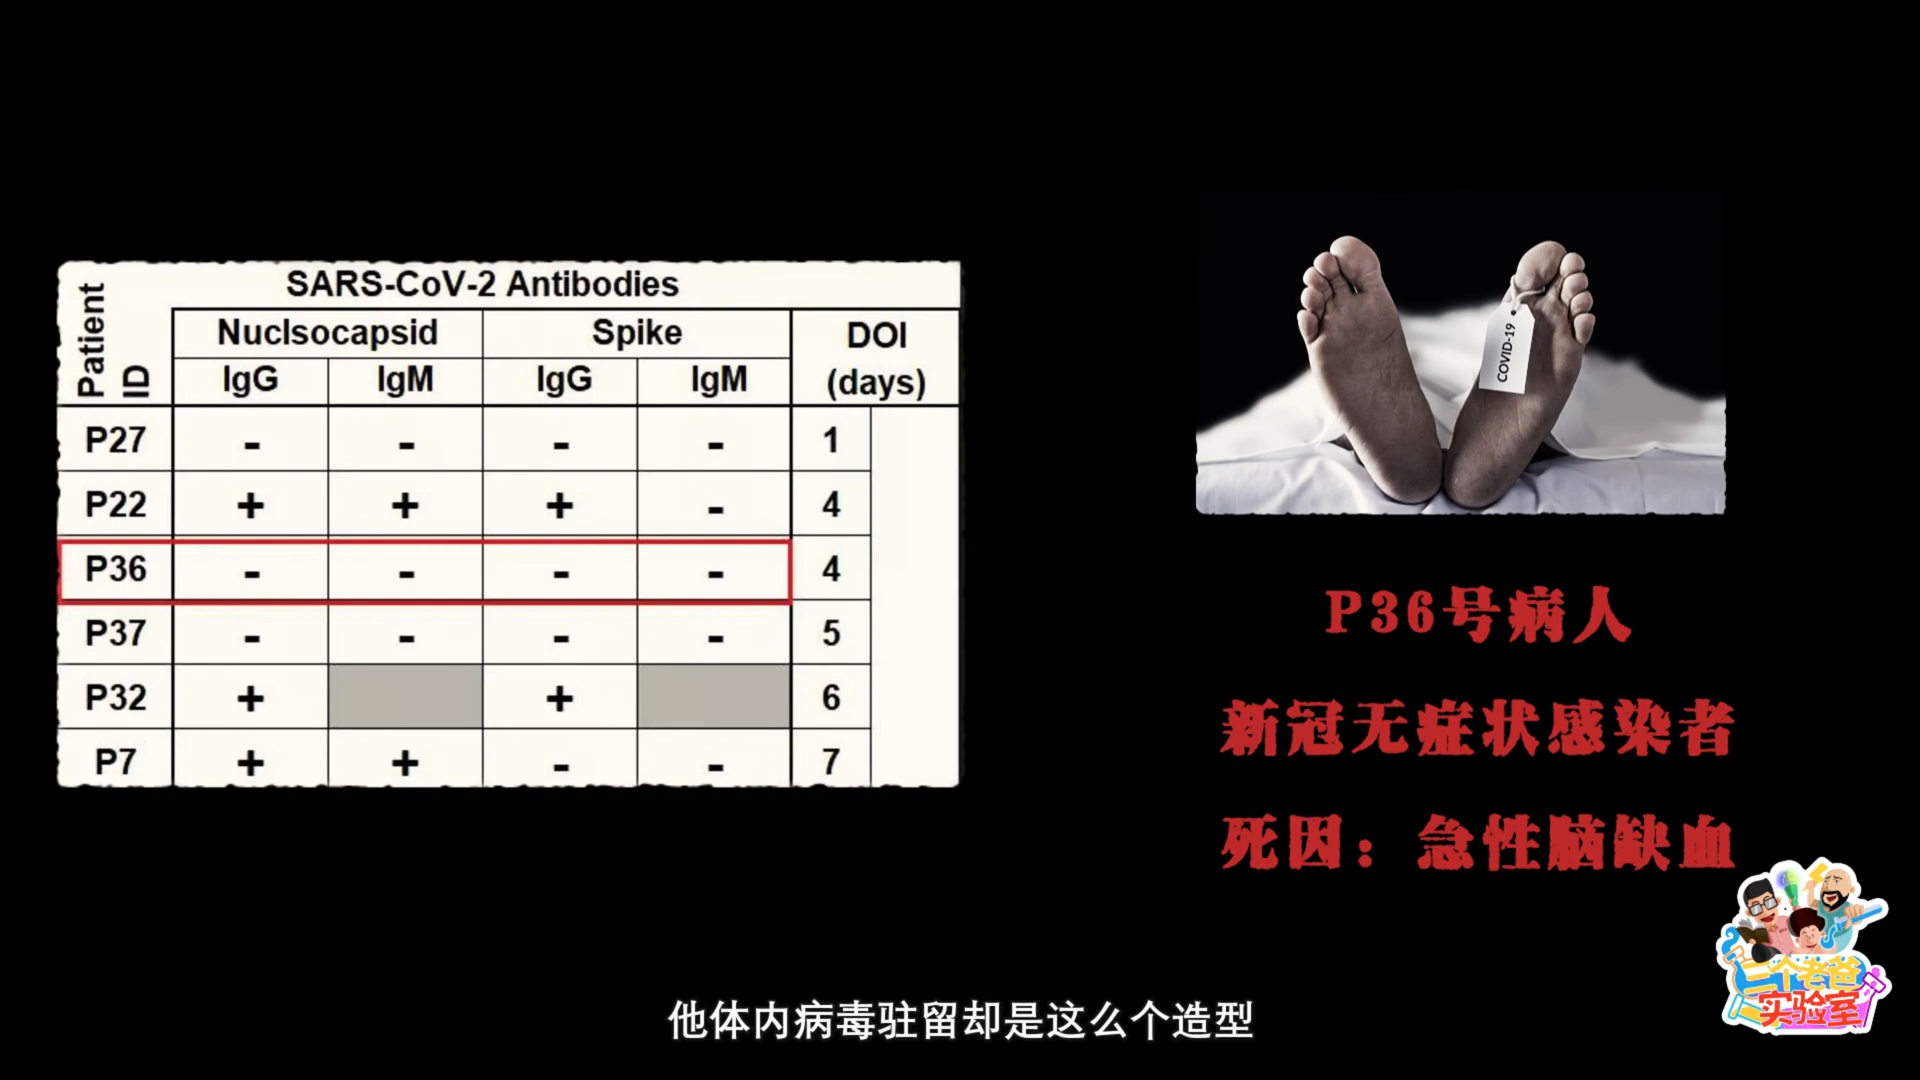 SARS-CoV-2 Antibodies
Patient ID
Nuclsocapsid Spike DOI (days)
IgG IgM IgG IgM
P27 - - - - 1
P22 + + + - 4
P36 - - - - 4
P37 - - - - 5
P32 + + 6
P7 + + - - 7
COVID-19
P36号病人
新冠无症状感染者
死因：急性脑缺血
三个老爸
实验室
他体内病毒驻留却是这么个造型